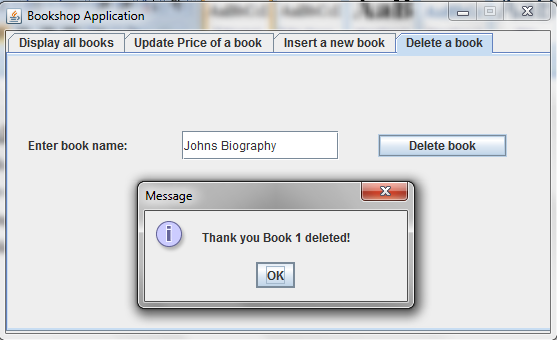 Bookshop Application
Display all books Update Price of a book Insert a new book Delete a book
Enter book name: Johns Biography Delete book
Message
Thank you Book 1 deleted!
OK